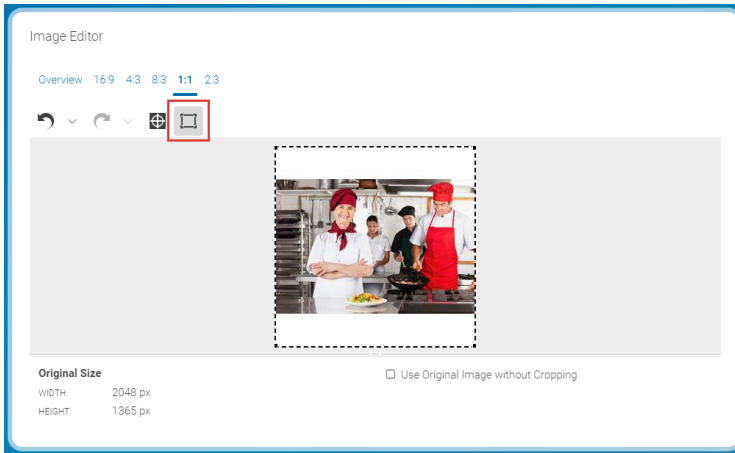 Image Editor
Overview 16:9 4:3 8:3 1:1 2:3
Original Size
Use Original Image without Cropping
WIDTH: 2048 px
HEIGHT: 1365 px